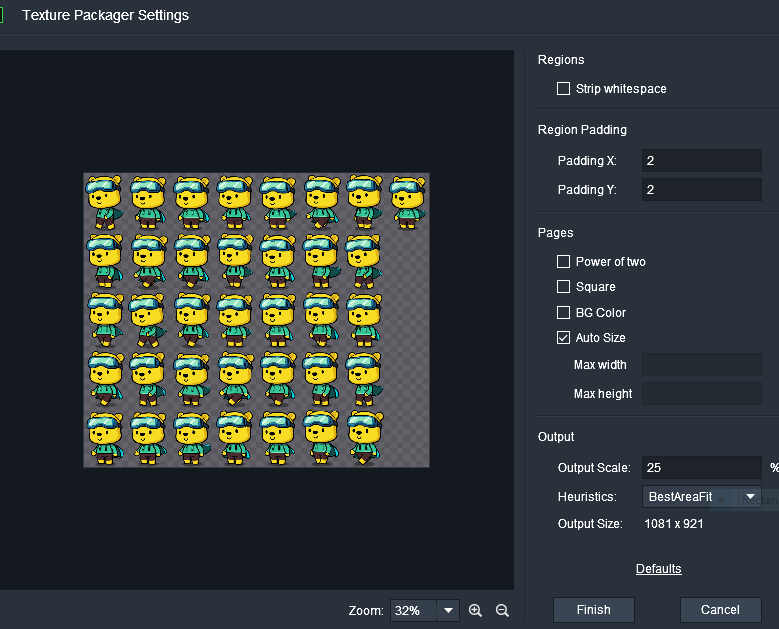 Texture Packager Settings
Regions
Strip whitespace
Region Padding
Padding X: 2
Padding Y: 2
Pages
Power of two
Square
BG Color
Auto Size
Max width
Max height
Output
Output Scale: 25 %
Heuristics: BestAreaFit
Output Size: 1081 x 921
Defaults
Zoom: 32%
Finish
Cancel